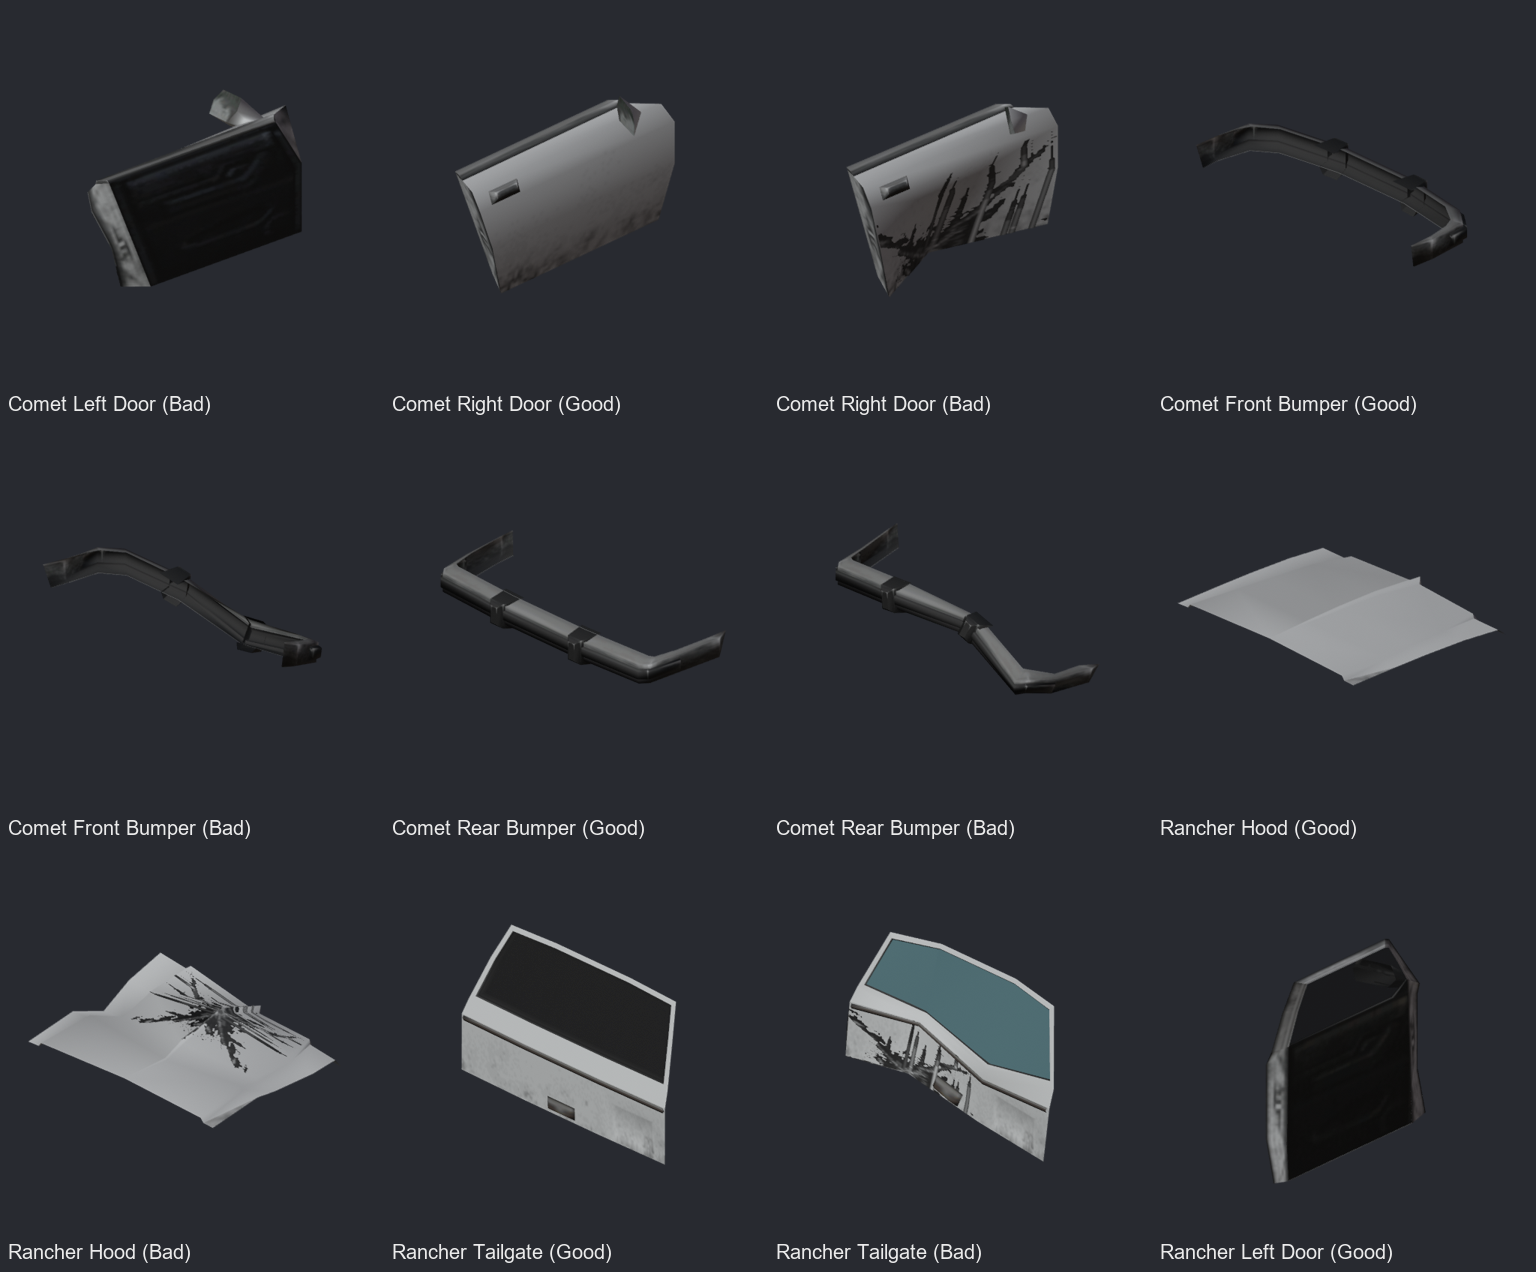 Comet Left Door (Bad)
Comet Right Door (Good)
Comet Right Door (Bad)
Comet Front Bumper (Good)
Comet Front Bumper (Bad)
Comet Rear Bumper (Good)
Comet Rear Bumper (Bad)
Rancher Hood (Good)
Rancher Hood (Bad)
Rancher Tailgate (Good)
Rancher Tailgate (Bad)
Rancher Left Door (Good)